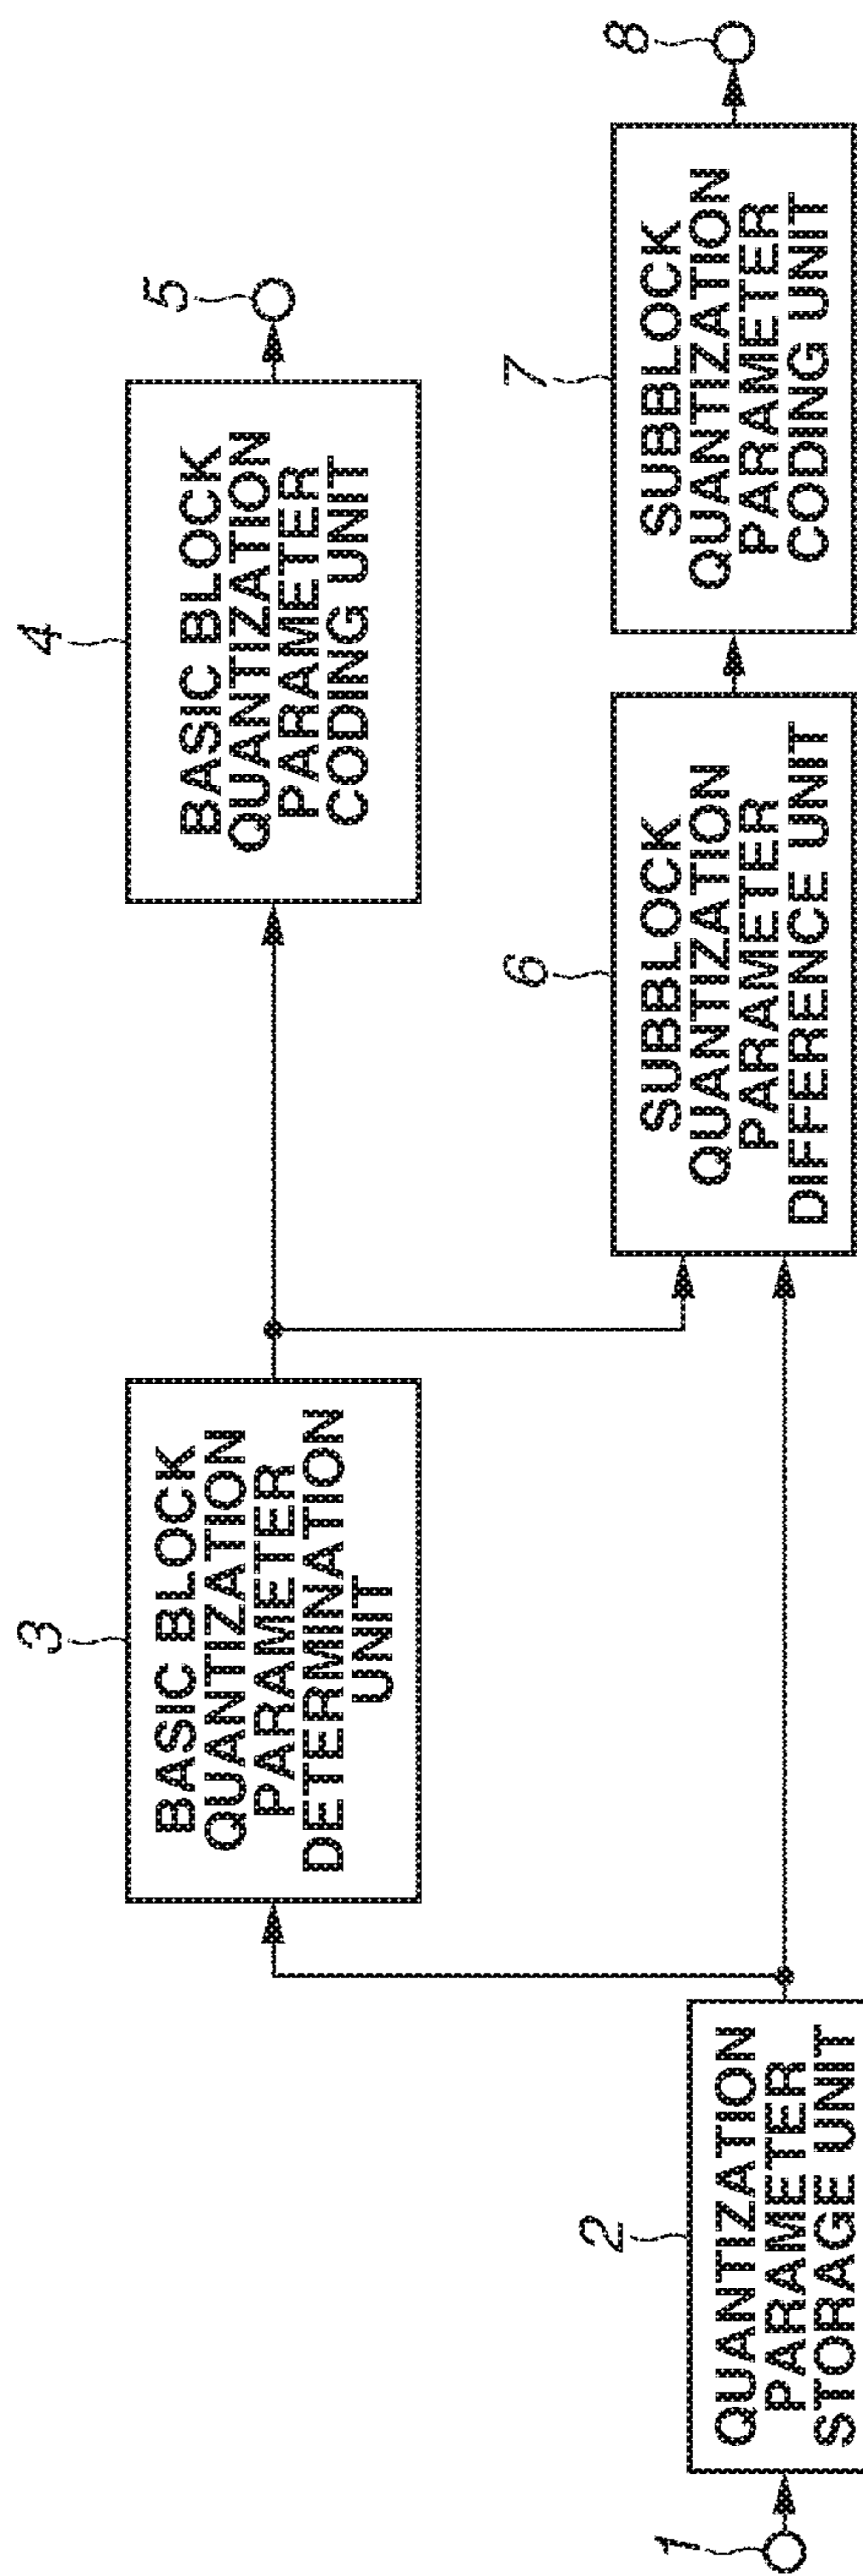 1
2
QUANTIZATION
PARAMETER
STORAGE UNIT
3
BASIC BLOCK
QUANTIZATION
PARAMETER
DETERMINATION
UNIT
4
BASIC BLOCK
QUANTIZATION
PARAMETER
CODING UNIT
5
6
SUBBLOCK
QUANTIZATION
PARAMETER
DIFFERENCE UNIT
7
SUBBLOCK
QUANTIZATION
PARAMETER
CODING UNIT
8